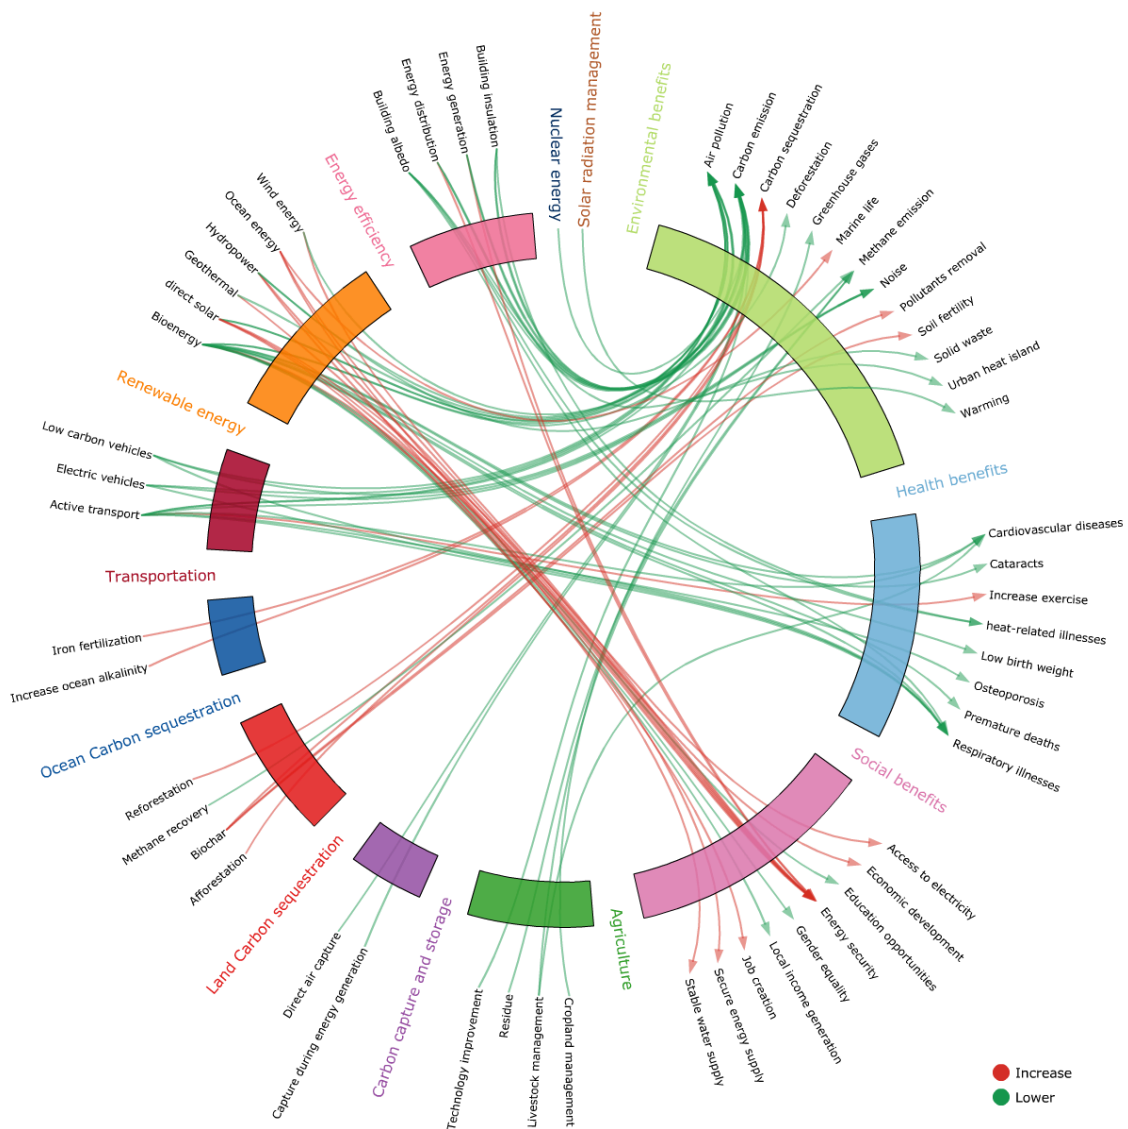 Solar radiation management
Nuclear energy
Environmental benefits
Building insulation
Energy generation
Energy distribution
Building albedo
Energy efficiency
Wind energy
Ocean energy
Hydropower
Geothermal
direct solar
Bioenergy
Renewable energy
Low carbon vehicles
Electric vehicles
Active transport
Transportation
Iron fertilization
Increase ocean alkalinity
Ocean Carbon sequestration
Reforestation
Methane recovery
Biochar
Afforestation
Land Carbon sequestration
Direct air capture
Capture during energy generation
Carbon capture and storage
Technology improvement
Residue
Livestock management
Cropland management
Agriculture
Air pollution
Carbon emission
Carbon sequestration
Deforestation
Greenhouse gases
Marine life
Methane emission
Noise
Pollutants removal
Soil fertility
Solid waste
Urban heat island
Warming
Health benefits
Cardiovascular diseases
Cataracts
Increase exercise
heat-related illnesses
Low birth weight
Osteoporosis
Premature deaths
Respiratory illnesses
Social benefits
Access to electricity
Economic development
Education opportunities
Energy security
Gender equality
Local income generation
Job creation
Secure energy supply
Stable water supply
Increase
Lower